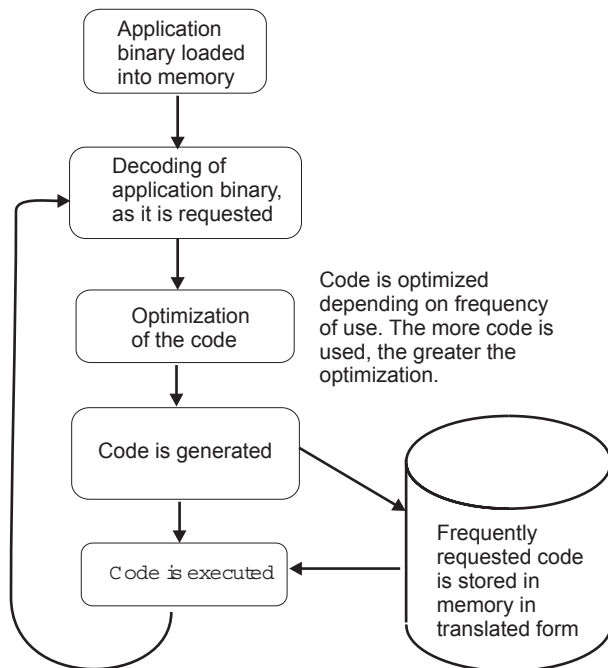 Application
binary loaded
into memory
Decoding of
application binary,
as it is requested
Optimization
of the code
Code is optimized
depending on frequency
of use. The more code is
used, the greater the
optimization.
Code is generated
Code is executed
Frequently
requested code
is stored in
memory in
translated form